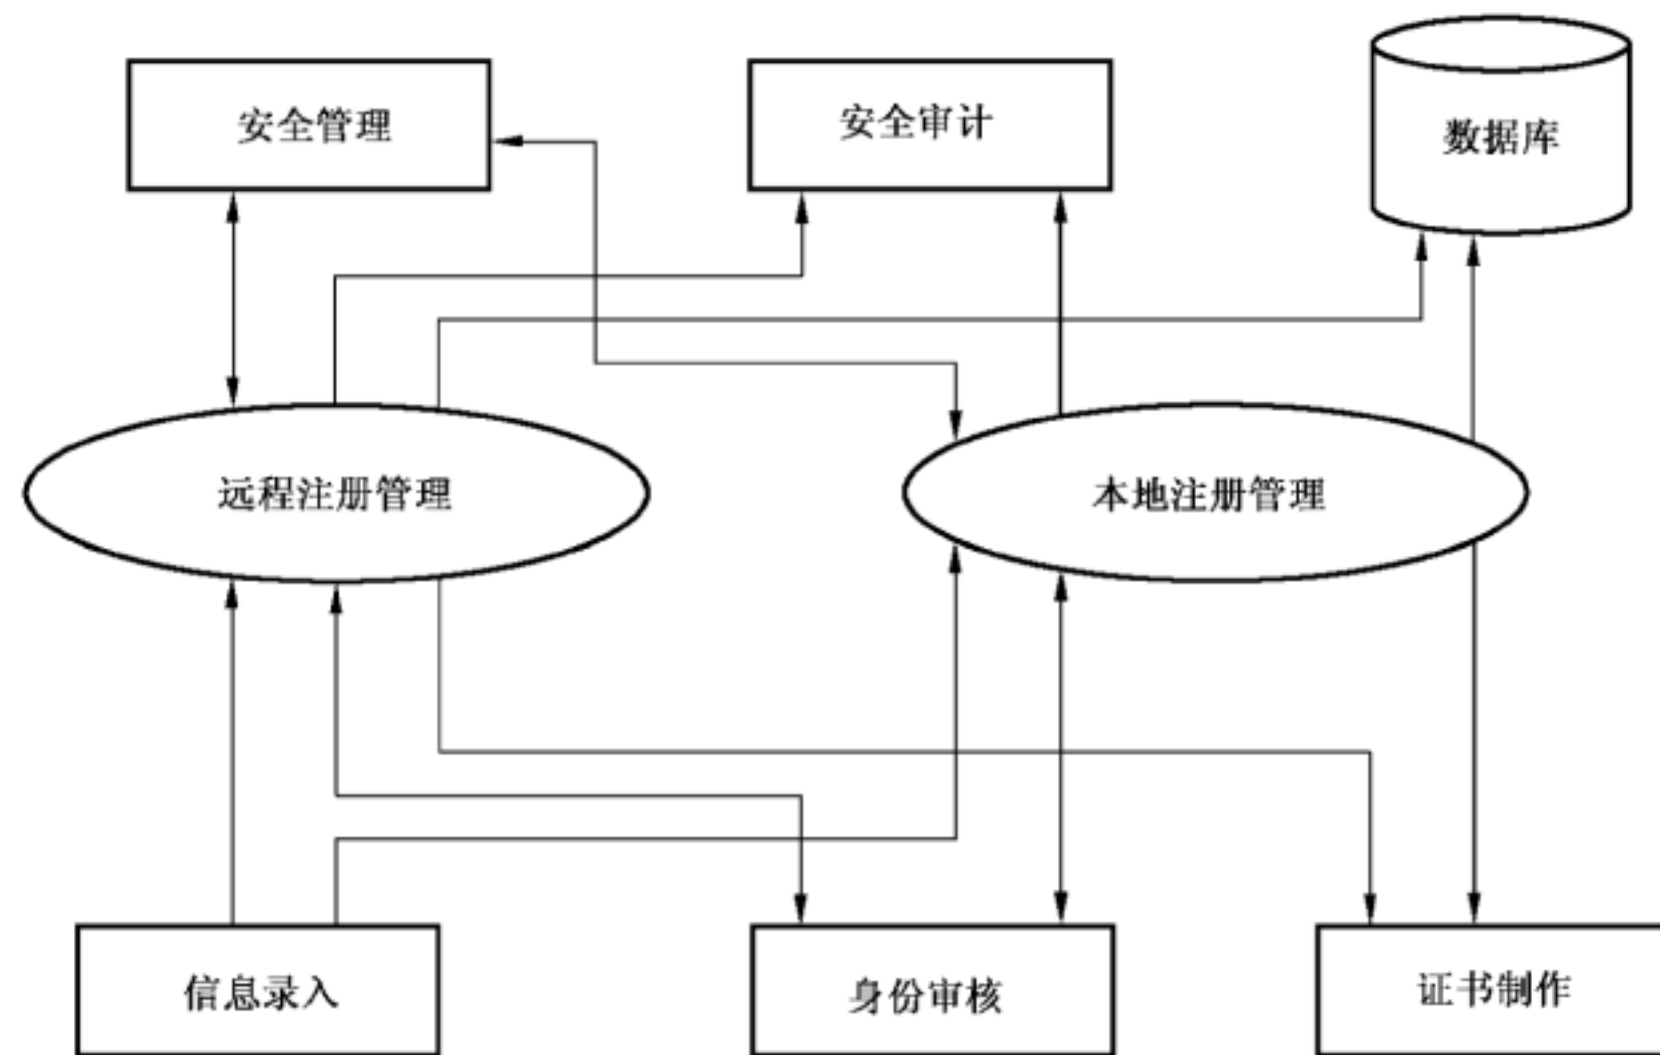 安全管理
安全审计
数据库
远程注册管理
本地注册管理
信息录入
身份审核
证书制作